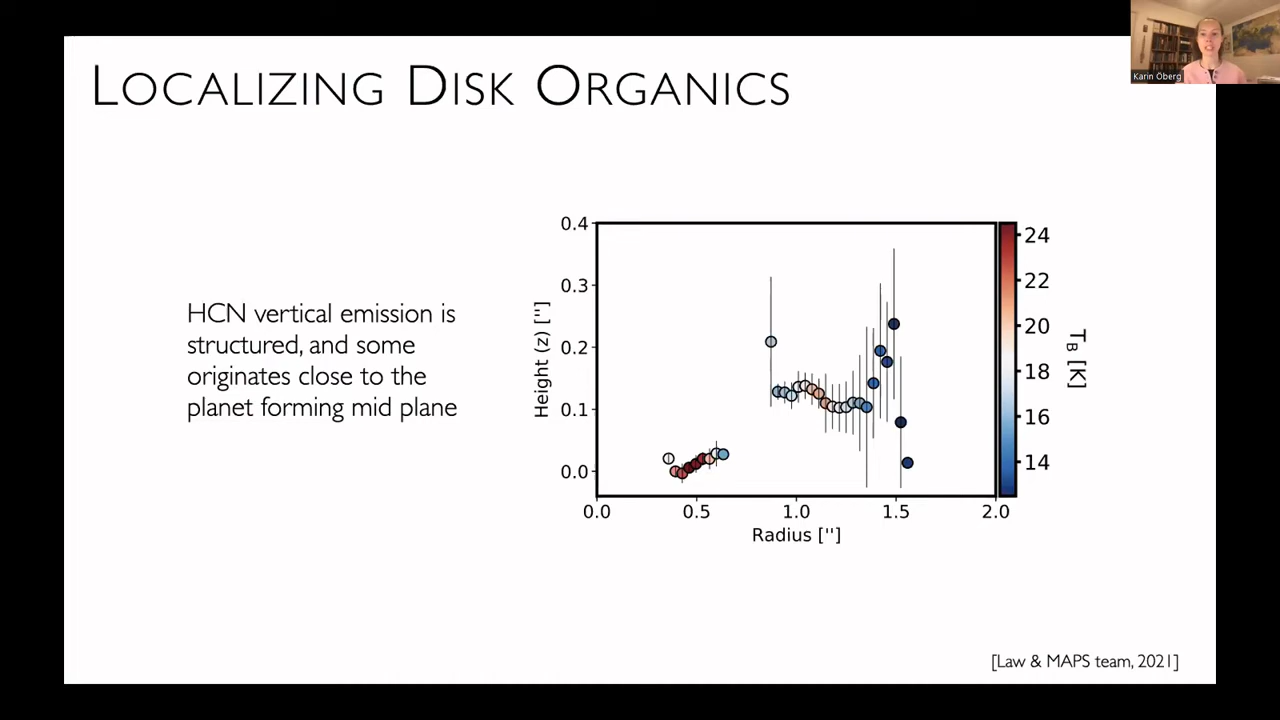 Karin Öberg
LOCALIZING DISK ORGANICS
HCN vertical emission is
structured, and some
originates close to the
planet forming mid plane
0.4
0.3
0.2
0.1
0.0
Height (z) ['']
0.0 0.5 1.0 1.5 2.0
Radius ['']
24
22
20
18
16
14
T_B [K]
[Law & MAPS team, 2021]